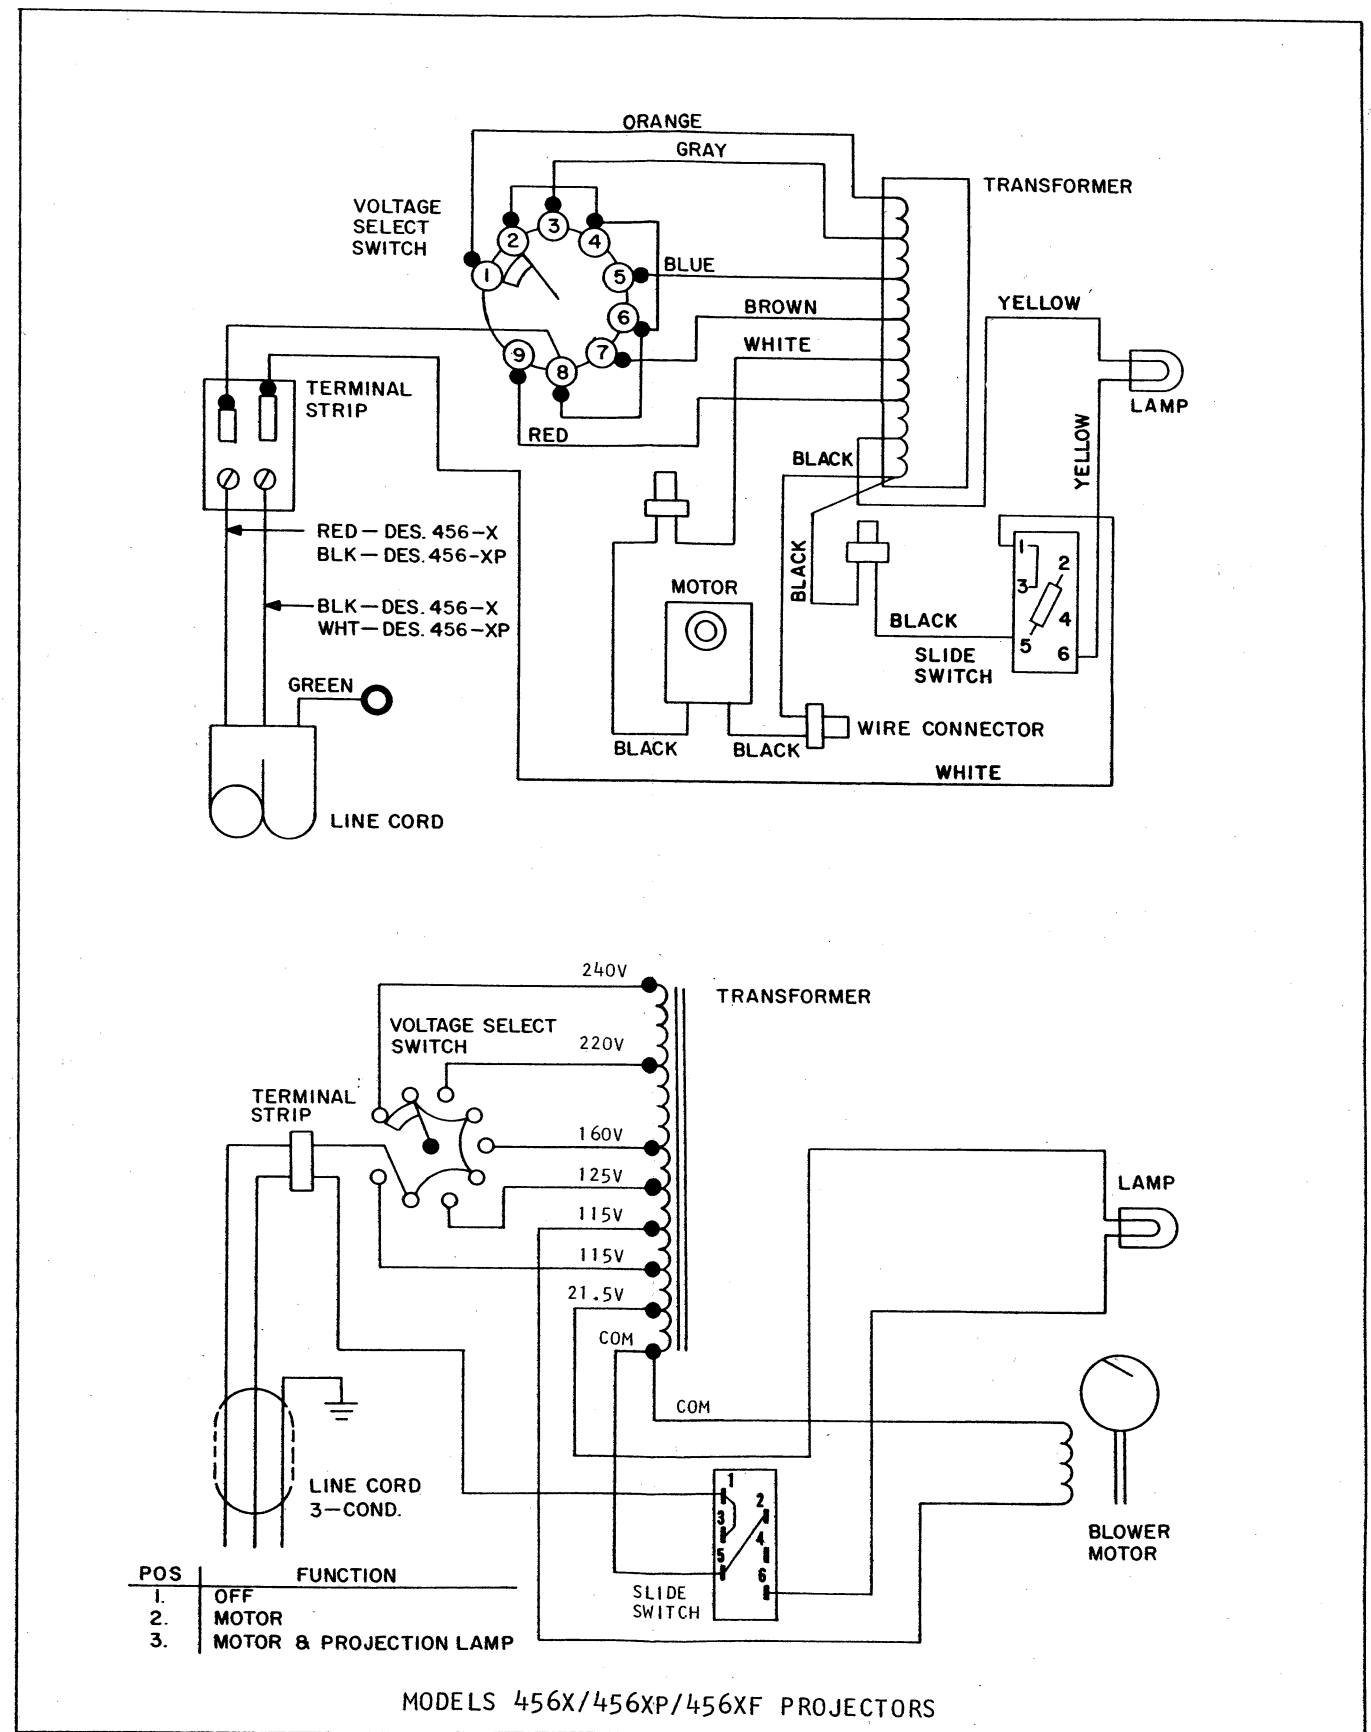 ORANGE
GRAY
TRANSFORMER
VOLTAGE
SELECT
SWITCH
1
2
3
4
5
6
7
8
9
BLUE
BROWN
WHITE
YELLOW
LAMP
TERMINAL
STRIP
RED
BLACK
YELLOW
RED—DES. 456-X
BLK—DES. 456-XP
BLK—DES. 456-X
WHT—DES. 456-XP
MOTOR
BLACK
BLACK
SLIDE
SWITCH
1
2
3
4
5
6
GREEN
BLACK
BLACK
WIRE CONNECTOR
WHITE
LINE CORD
240V
TRANSFORMER
VOLTAGE SELECT
SWITCH
220V
TERMINAL
STRIP
160V
125V
115V
115V
21.5V
COM
LAMP
COM
LINE CORD
3-COND.
1
2
3
4
5
6
SLIDE
SWITCH
BLOWER
MOTOR
POS FUNCTION
1. OFF
2. MOTOR
3. MOTOR & PROJECTION LAMP
MODELS 456X/456XP/456XF PROJECTORS